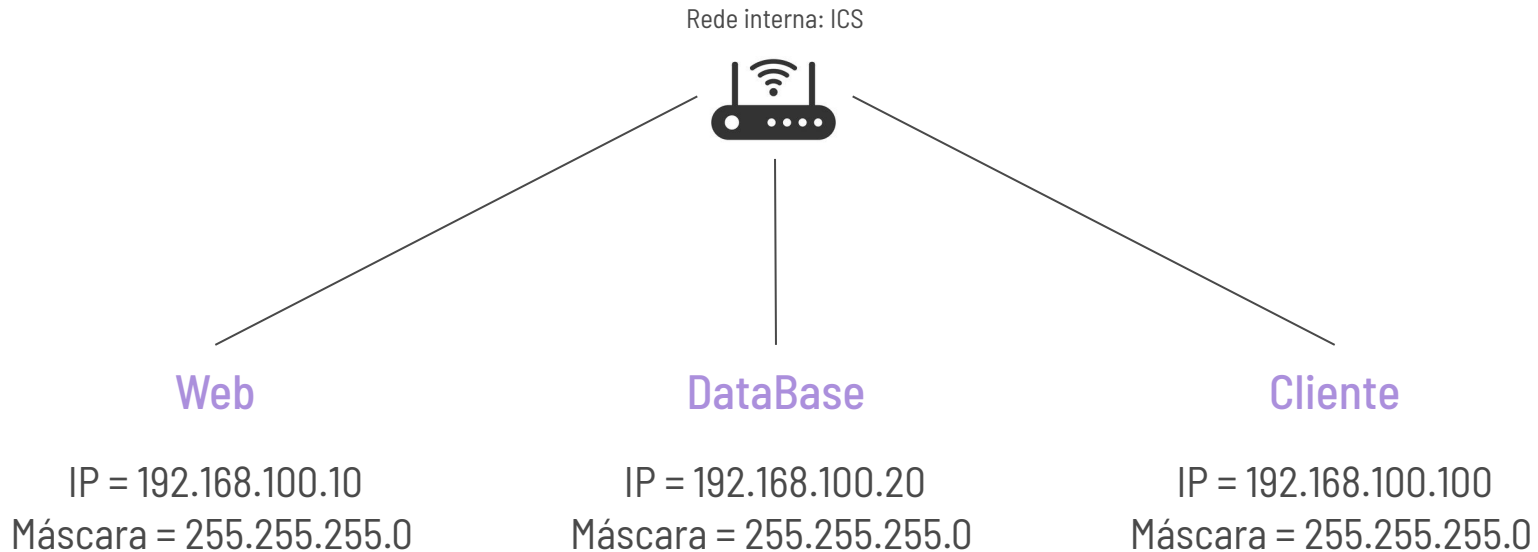 Rede interna: ICS
Web
DataBase
Cliente
IP = 192.168.100.10
Máscara = 255.255.255.0
IP = 192.168.100.20
Máscara = 255.255.255.0
IP = 192.168.100.100
Máscara = 255.255.255.0